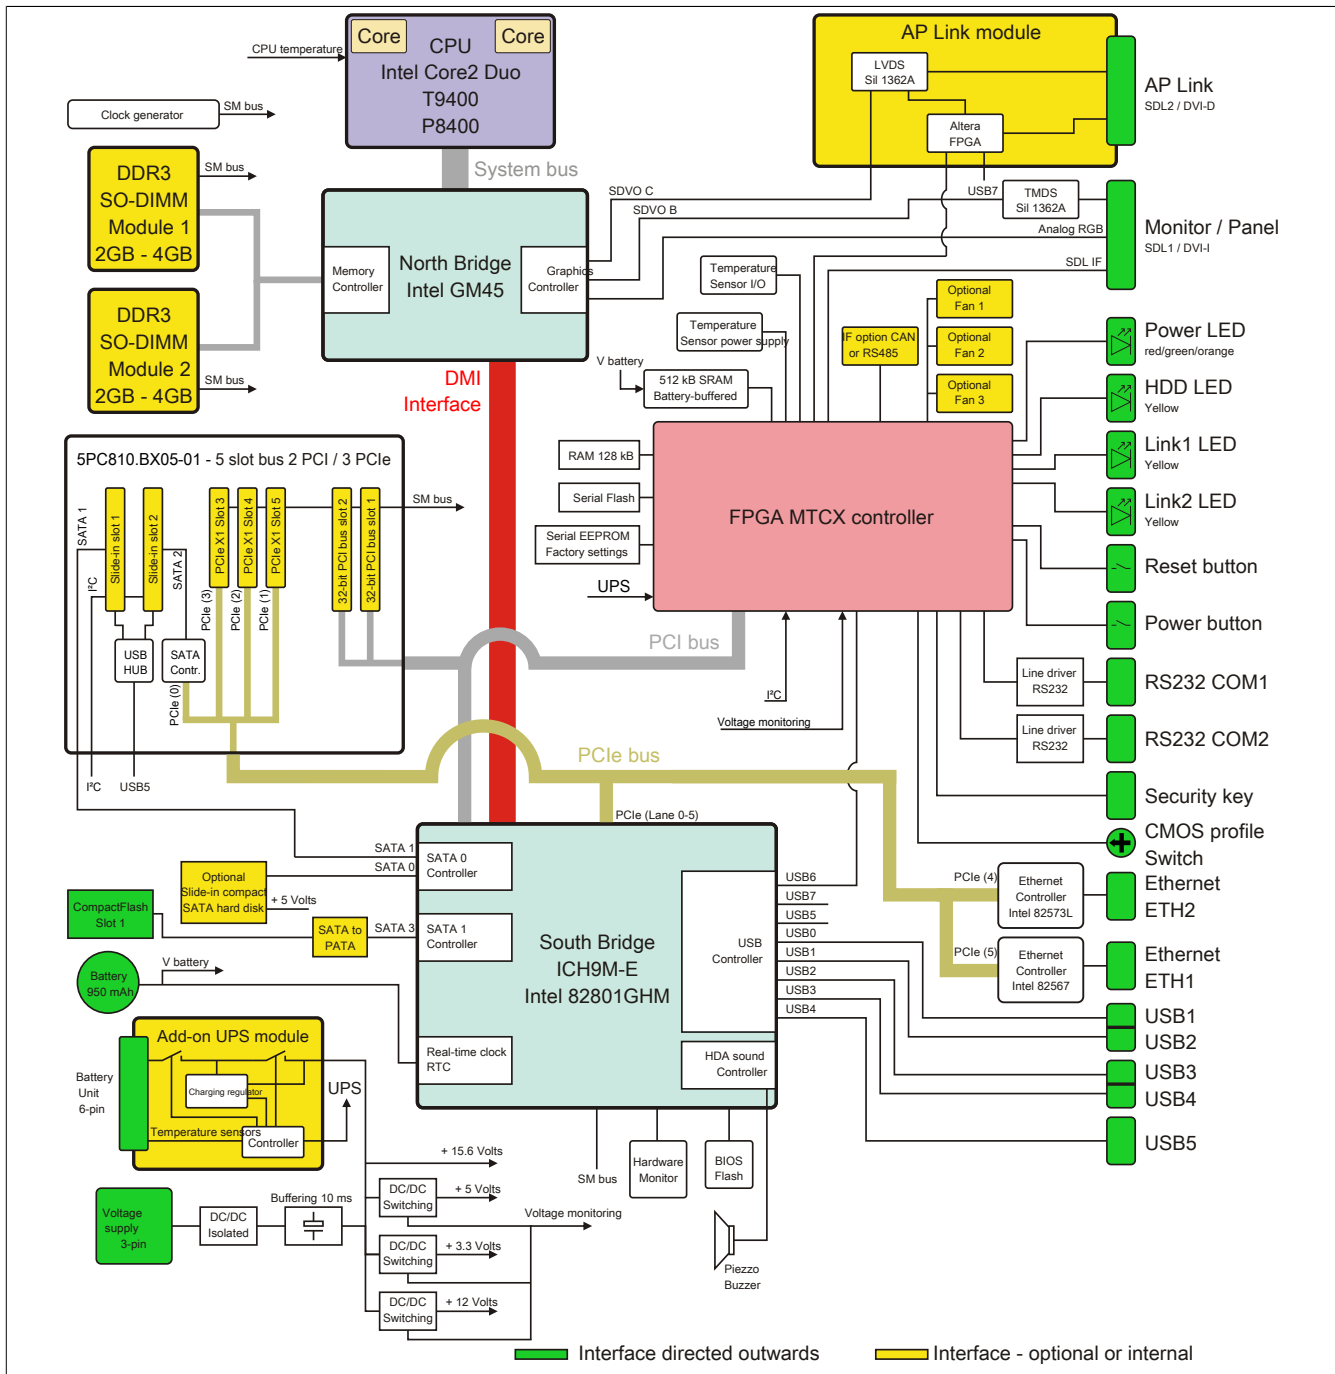 Core
Core
CPU
Intel Core2 Duo
T9400
P8400
CPU temperature
Clock generator
SM bus
DDR3
SO-DIMM
Module 1
2GB - 4GB
SM bus
DDR3
SO-DIMM
Module 2
2GB - 4GB
SM bus
System bus
Memory
Controller
North Bridge
Intel GM45
Graphics
Controller
DMI
Interface
AP Link module
LVDS
Sil 1362A
Altera
FPGA
AP Link
SDL2 / DVI-D
SDVO C
SDVO B
USB7
TMDS
Sil 1362A
Analog RGB
SDL IF
Monitor / Panel
SDL1 / DVI-I
Temperature
Sensor I/O
Temperature
Sensor power supply
V battery
512 kB SRAM
Battery-buffered
IF option CAN
or RS485
Optional
Fan 1
Optional
Fan 2
Optional
Fan 3
Power LED
red/green/orange
HDD LED
Yellow
Link1 LED
Yellow
Link2 LED
Yellow
Reset button
Power button
RAM 128 kB
Serial Flash
Serial EEPROM
Factory settings
UPS
FPGA MTCX controller
5PC810.BX05-01 - 5 slot bus 2 PCI / 3 PCIe
SATA 1
Slide-in slot 1
Slide-in slot 2
SATA 2
PCIe X1 Slot 3
PCIe X1 Slot 4
PCIe X1 Slot 5
32-bit PCI bus slot 2
32-bit PCI bus slot 1
SM bus
I²C
PCIe (3)
PCIe (2)
PCIe (1)
USB
HUB
SATA
Contr.
PCIe (0)
I²C
USB5
PCI bus
I²C
Voltage monitoring
Line driver
RS232
RS232 COM1
Line driver
RS232
RS232 COM2
Security key
CMOS profile
Switch
PCIe bus
PCIe (Lane 0-5)
PCIe (4)
Ethernet
Controller
Intel 82573L
Ethernet
ETH2
PCIe (5)
Ethernet
Controller
Intel 82567
Ethernet
ETH1
SATA 1
SATA 0
SATA 0
Controller
Optional
Slide-in compact
SATA hard disk
+ 5 Volts
CompactFlash
Slot 1
SATA to
PATA
SATA 3
SATA 1
Controller
Battery
950 mAh
V battery
South Bridge
ICH9M-E
Intel 82801GHM
USB
Controller
USB6
USB7
USB5
USB0
USB1
USB2
USB3
USB4
USB1
USB2
USB3
USB4
USB5
Real-time clock
RTC
HDA sound
Controller
Add-on UPS module
Battery
Unit
6-pin
Charging regulator
Temperature sensors
Controller
UPS
SM bus
Hardware
Monitor
BIOS
Flash
Piezzo
Buzzer
Voltage
supply
3-pin
DC/DC
Isolated
Buffering 10 ms
+ 15.6 Volts
DC/DC
Switching
+ 5 Volts
Voltage monitoring
DC/DC
Switching
+ 3.3 Volts
DC/DC
Switching
+ 12 Volts
Interface directed outwards
Interface - optional or internal